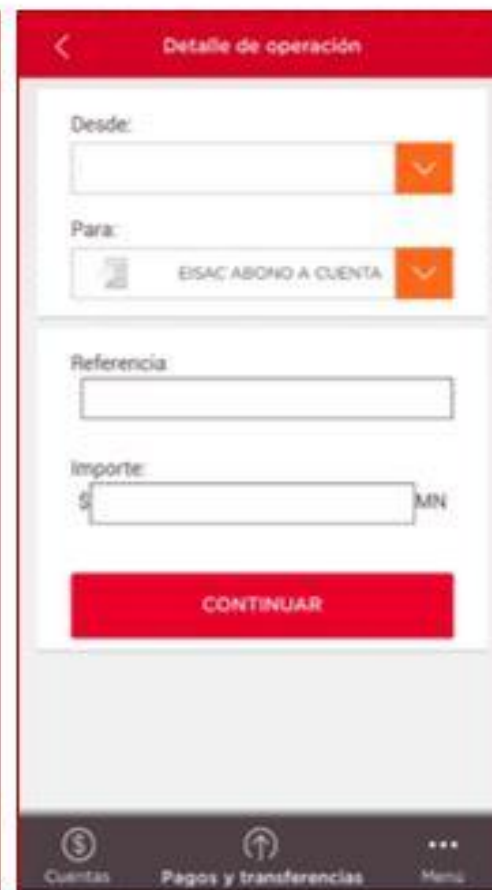 Detalle de operación
Desde:
Para:
EISAC ABONO A CUENTA
Referencia
Importe:
$ MN
CONTINUAR
Cuentas Pagos y transferencias Menú